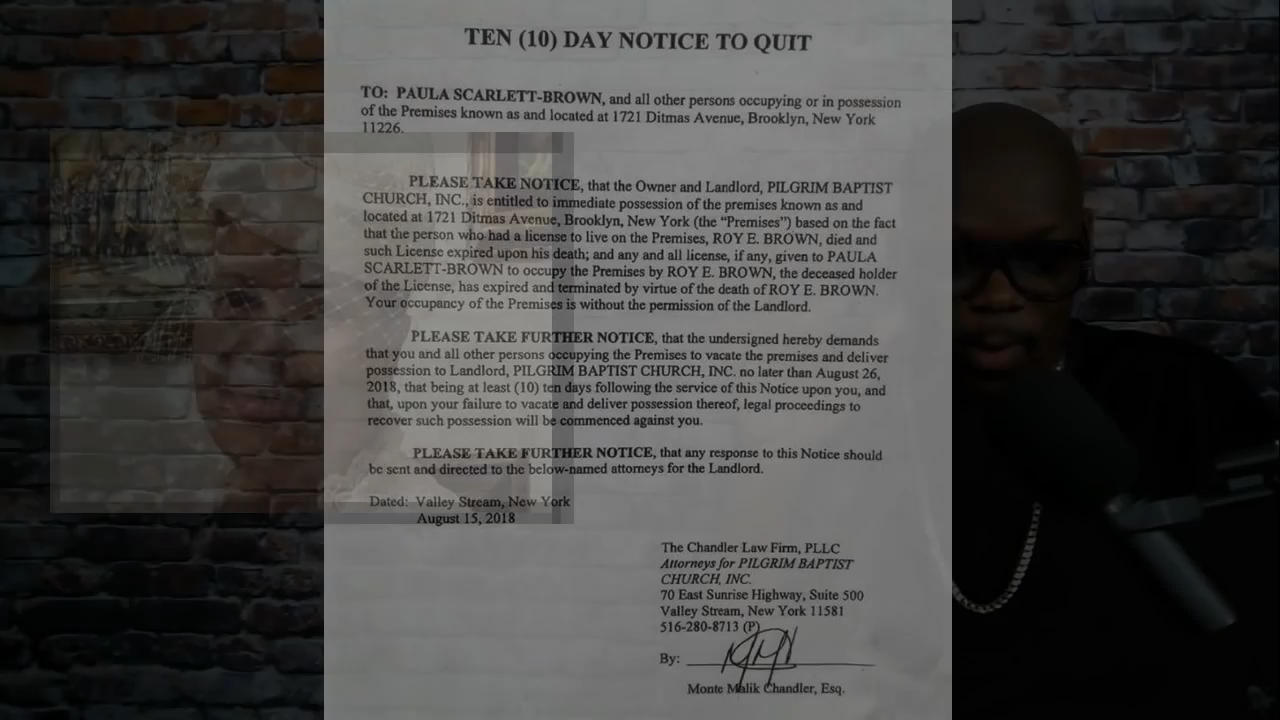 TEN (10) DAY NOTICE TO QUIT
TO: PAULA SCARLETT-BROWN, and all other persons occupying or in possession
of the Premises known as and located at 1721 Ditmas Avenue, Brooklyn, New York
11226.
PLEASE TAKE NOTICE, that the Owner and Landlord, PILGRIM BAPTIST
CHURCH, INC., is entitled to immediate possession of the premises known as and
located at 1721 Ditmas Avenue, Brooklyn, New York (the “Premises”) based on the fact
that the person who had a license to live on the Premises, ROY E. BROWN, died and
such License expired upon his death; and any and all license, if any, given to PAULA
SCARLETT-BROWN to occupy the Premises by ROY E. BROWN, the deceased holder
of the License, has expired and terminated by virtue of the death of ROY E. BROWN.
Your occupancy of the Premises is without the permission of the Landlord.
PLEASE TAKE FURTHER NOTICE, that the undersigned hereby demands
that you and all other persons occupying the Premises to vacate the premises and deliver
possession to Landlord, PILGRIM BAPTIST CHURCH, INC. no later than August 26,
2018, that being at least (10) ten days following the service of this Notice upon you, and
that, upon your failure to vacate and deliver possession thereof, legal proceedings to
recover such possession will be commenced against you.
PLEASE TAKE FURTHER NOTICE, that any response to this Notice should
be sent and directed to the below-named attorneys for the Landlord.
Dated: Valley Stream, New York
August 15, 2018
The Chandler Law Firm, PLLC
Attorneys for PILGRIM BAPTIST
CHURCH, INC.
70 East Sunrise Highway, Suite 500
Valley Stream, New York 11581
516-280-8713 (P)
By:
Monte Malik Chandler, Esq.